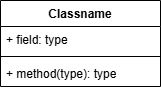 Classname
+ field: type
+ method(type): type